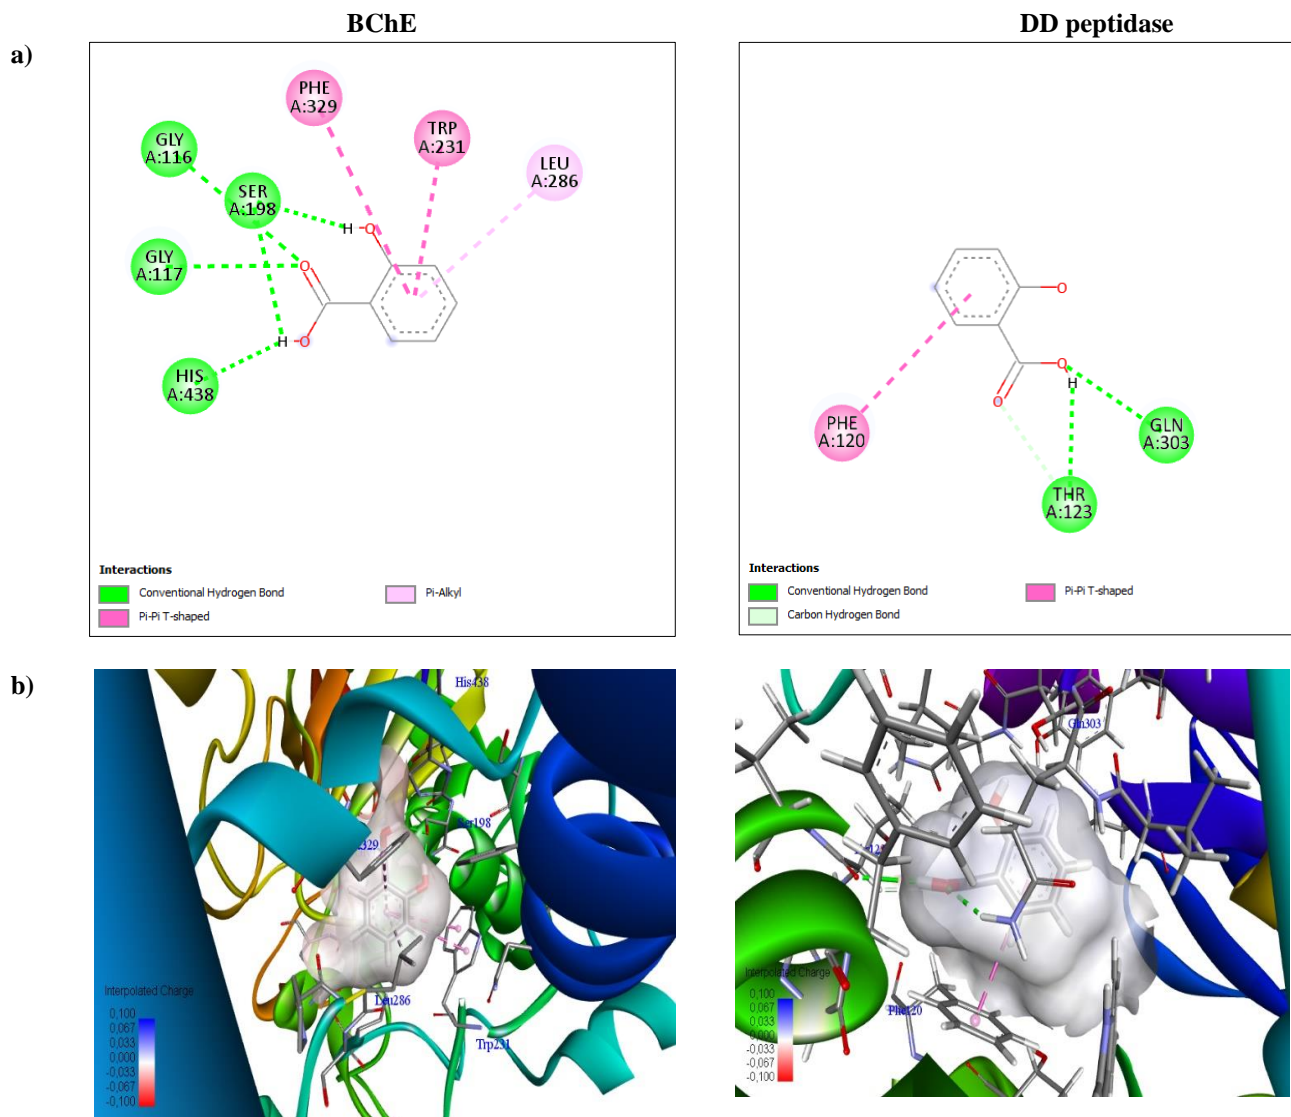 BChE
DD peptidase
a)
PHE
A:329
TRP
A:231
GLY
A:116
LEU
A:286
SER
A:198
GLY
A:117
H
O
O
H
O
HIS
A:438
Interactions
Conventional Hydrogen Bond
Pi-Alkyl
Pi-Pi T-shaped
O
O
H
O
PHE
A:120
GLN
A:303
THR
A:123
Interactions
Conventional Hydrogen Bond
Pi-Pi T-shaped
Carbon Hydrogen Bond
b)
His438
Ser198
329
Leu286
Trp231
Interpolated Charge
0,100
0,067
0,033
0,000
-0,033
-0,067
-0,100
Gln303
Phe120
Interpolated Charge
0,100
0,067
0,033
0,000
-0,033
-0,067
-0,100